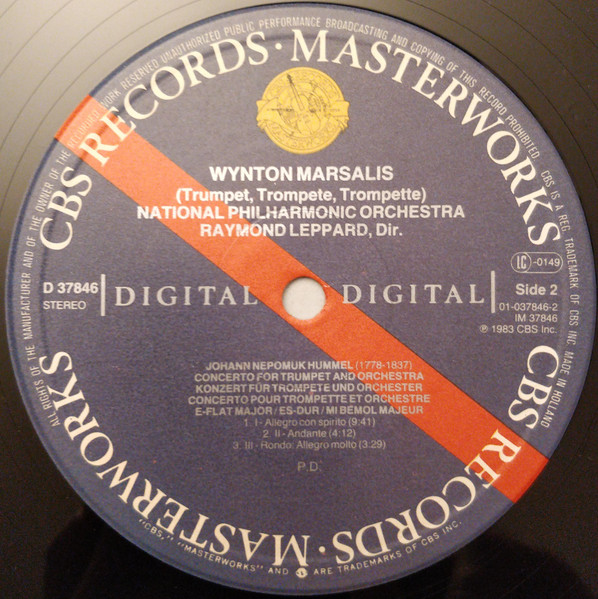 ALL RIGHTS OF THE MANUFACTURER AND OF THE OWNER OF THE RECORDED WORK RESERVED UNAUTHORIZED PUBLIC PERFORMANCE BROADCASTING AND COPYING OF THIS RECORD PROHIBITED. CBS IS A REG. TRADEMARK OF CBS INC. MADE IN HOLLAND
CBS RECORDS · MASTERWORKS
WYNTON MARSALIS
(Trumpet, Trompete, Trompette)
NATIONAL PHILHARMONIC ORCHESTRA
RAYMOND LEPPARD, Dir.
LC -0149
D 37846
STEREO
DIGITAL DIGITAL
Side 2
01-037846-2
IM 37846
℗ 1983 CBS Inc.
JOHANN NEPOMUK HUMMEL (1778-1837)
CONCERTO FOR TRUMPET AND ORCHESTRA
KONZERT FÜR TROMPETE UND ORCHESTER
CONCERTO POUR TROMPETTE ET ORCHESTRE
E-FLAT MAJOR / ES-DUR / MI BÉMOL MAJEUR
1. I - Allegro con spirito (9:41)
2. II - Andante (4:12)
3. III - Rondo: Allegro molto (3:29)
P.D.
CBS RECORDS · MASTERWORKS
"CBS," "MASTERWORKS" AND ARE TRADEMARKS OF CBS INC.